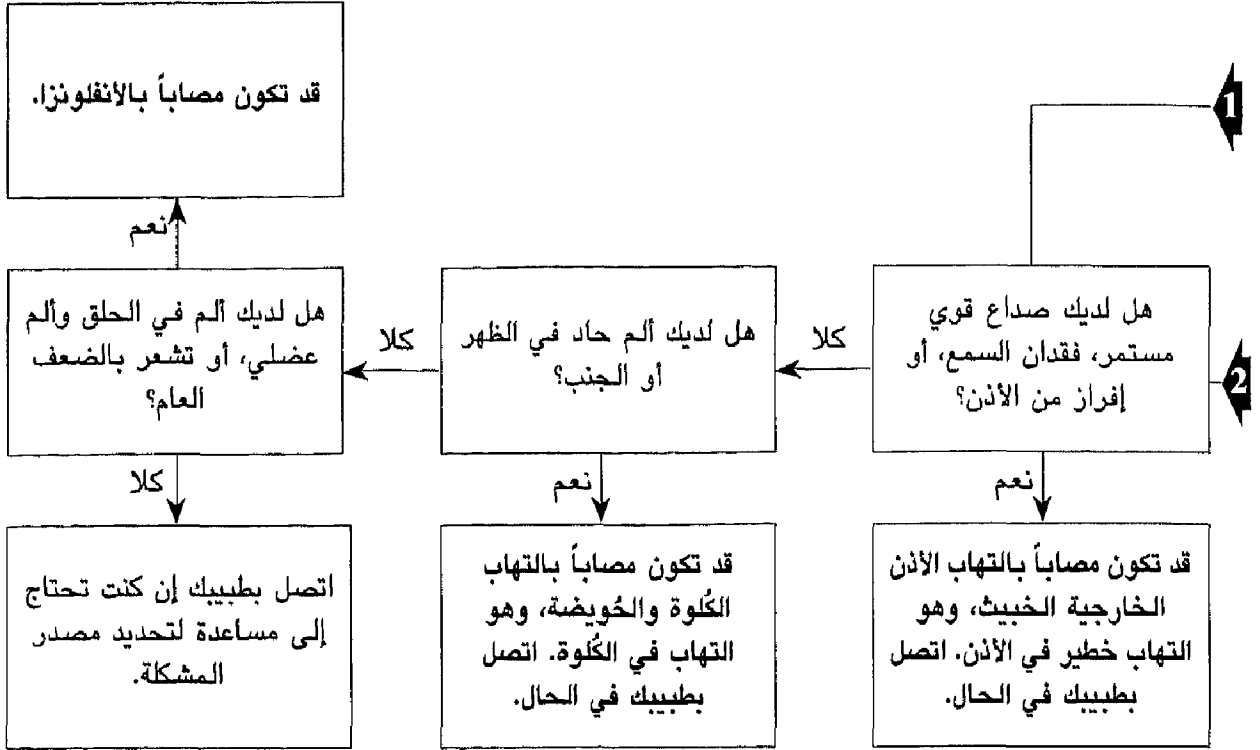 1
2
هل لديك صداع قوي
مستمر، فقدان السمع، أو
إفراز من الأذن؟
نعم
قد تكون مصاباً بالتهاب الأذن
الخارجية الخبيث، وهو
التهاب خطير في الأذن. اتصل
بطبيبك في الحال.
كلا
هل لديك ألم حاد في الظهر
أو الجنب؟
نعم
قد تكون مصاباً بالتهاب
الكُلوة والحُويضة، وهو
التهاب في الكُلوة. اتصل
بطبيبك في الحال.
كلا
هل لديك ألم في الحلق وألم
عضلي، أو تشعر بالضعف
العام؟
نعم
قد تكون مصاباً بالأنفلونزا.
كلا
اتصل بطبيبك إن كنت تحتاج
إلى مساعدة لتحديد مصدر
المشكلة.